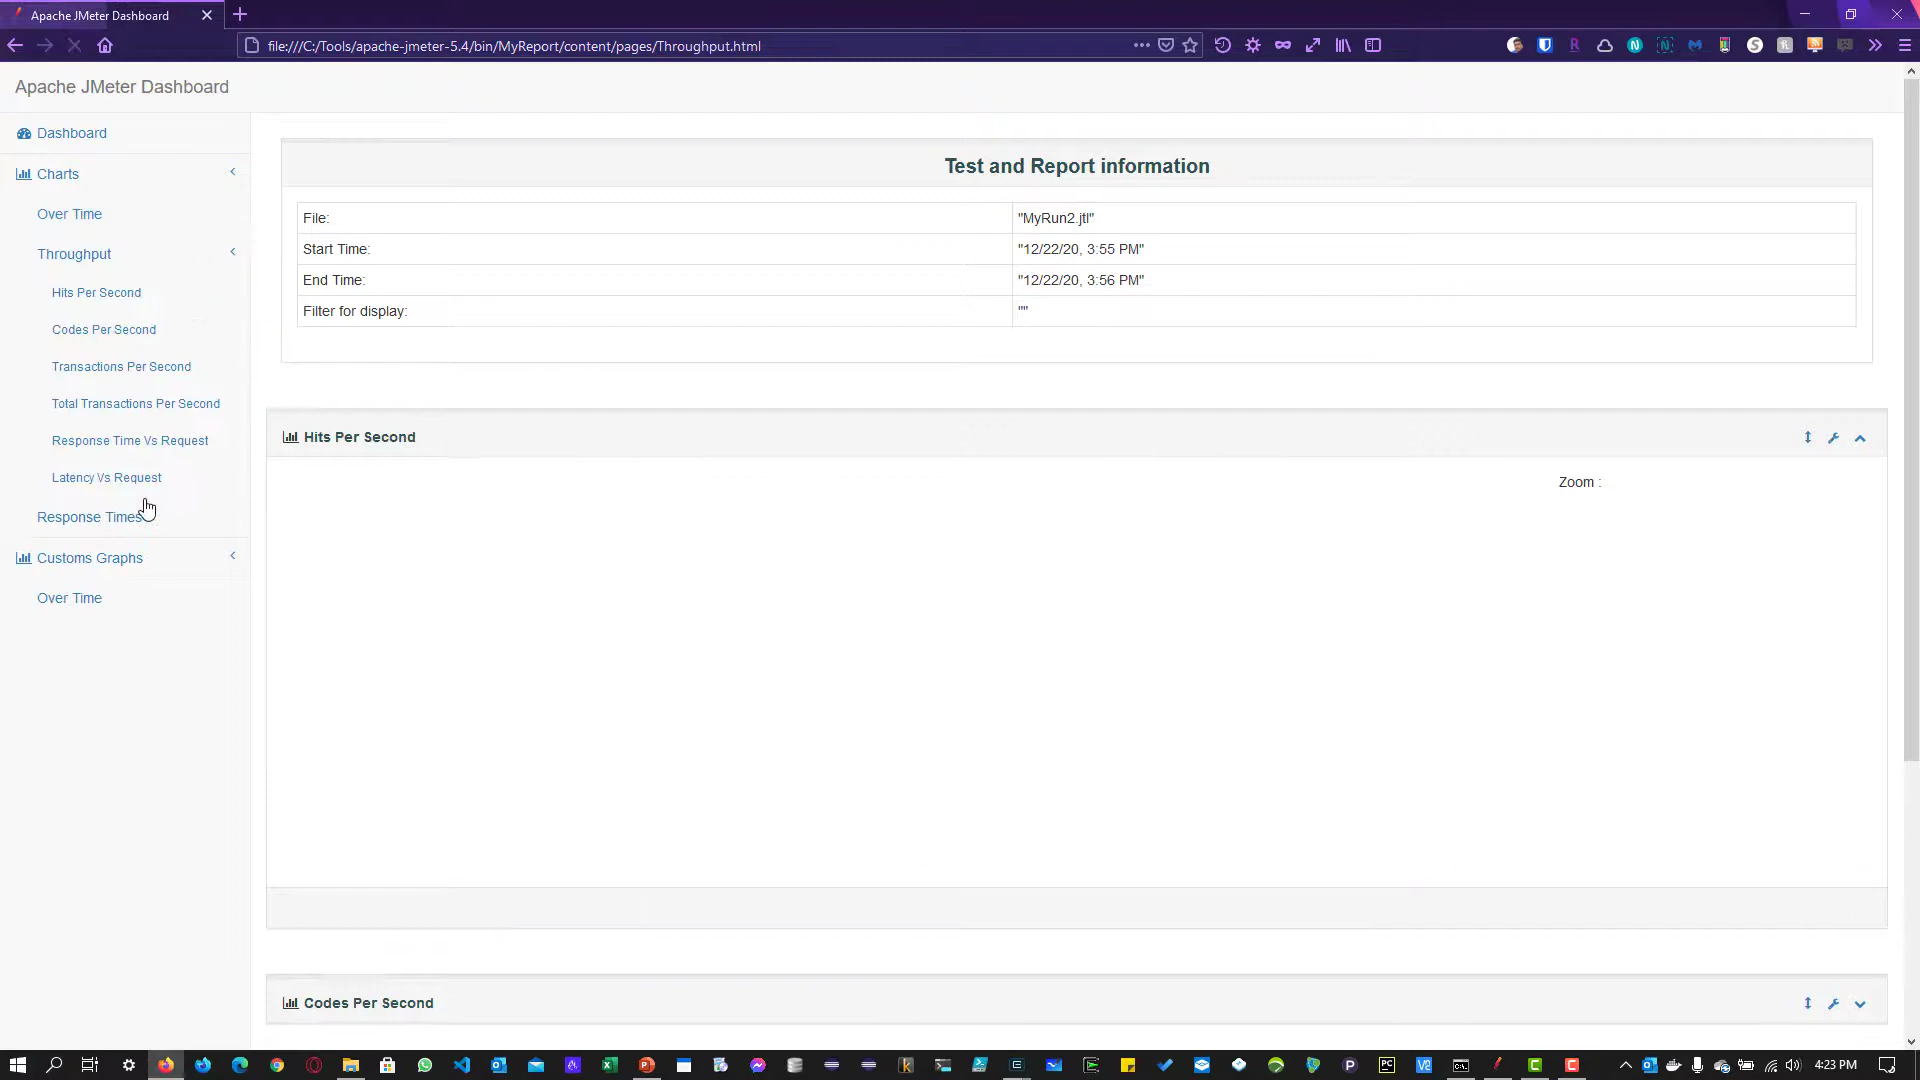 Apache JMeter Dashboard
file:///C:/Tools/apache-jmeter-5.4/bin/MyReport/content/pages/Throughput.html
Apache JMeter Dashboard
Dashboard
Charts
Over Time
Throughput
Hits Per Second
Codes Per Second
Transactions Per Second
Total Transactions Per Second
Response Time Vs Request
Latency Vs Request
Response Times
Customs Graphs
Over Time
Test and Report information
File: "MyRun2.jtl"
Start Time: "12/22/20, 3:55 PM"
End Time: "12/22/20, 3:56 PM"
Filter for display: ""
Hits Per Second
Zoom :
Codes Per Second
4:23 PM